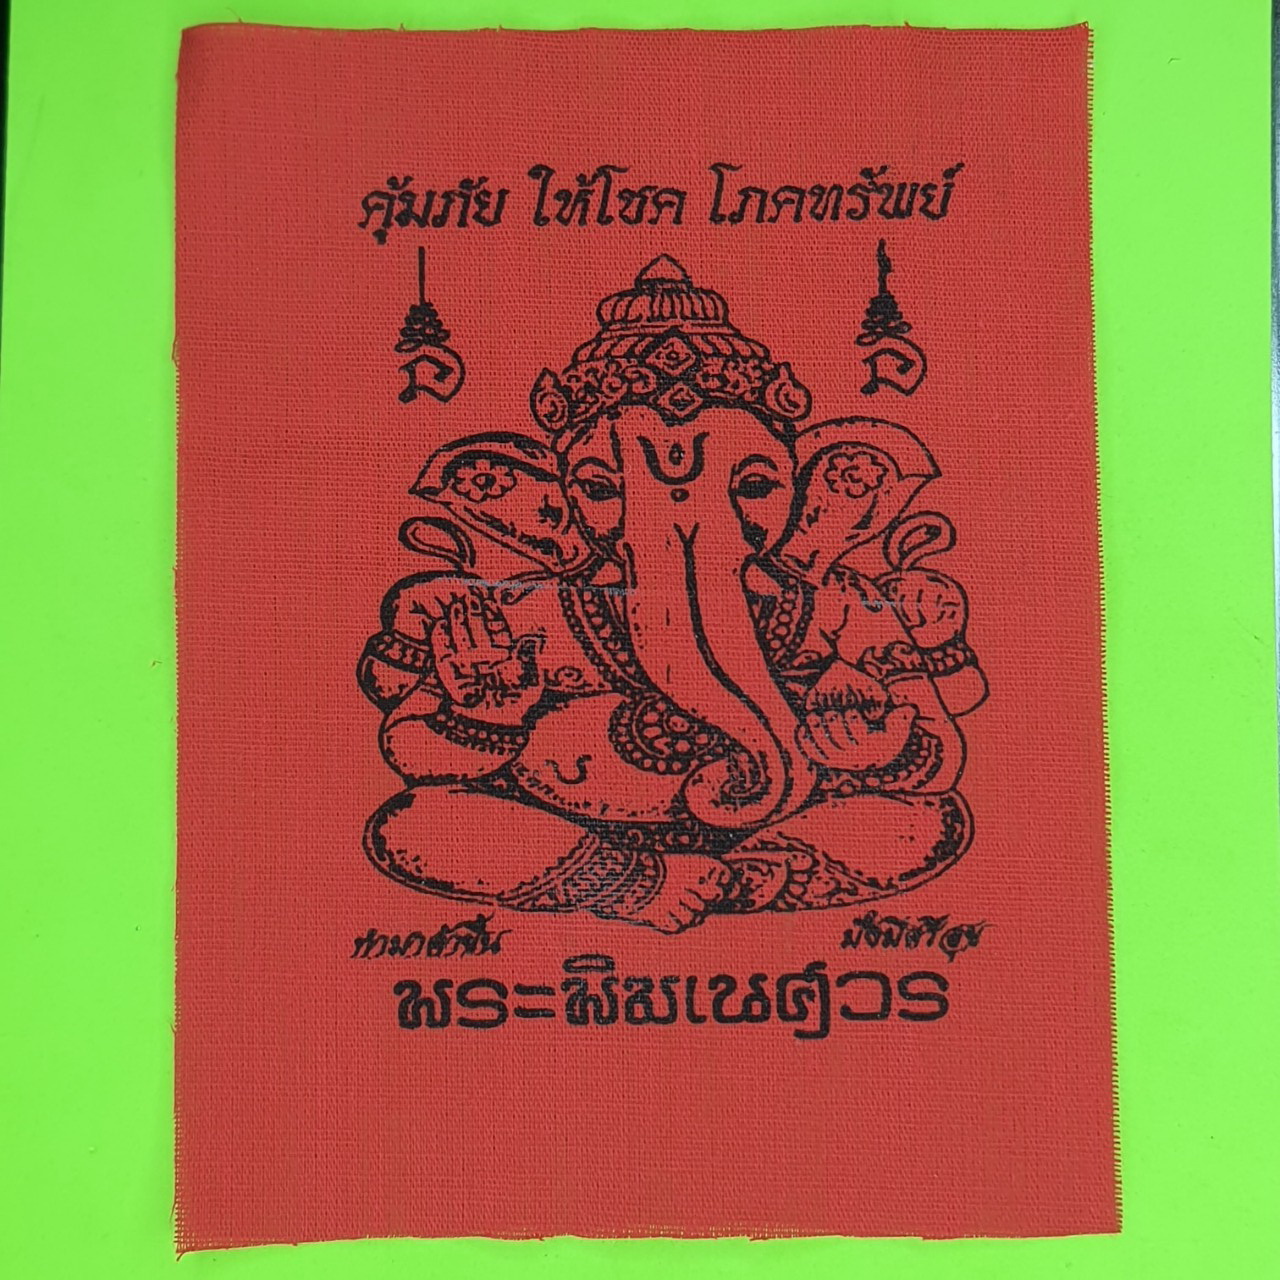 คุ้มภัย ให้โชค โภคทรัพย์
ทำมาค้าขึ้น มั่งมีศรีสุข
พระพิฆเนศวร